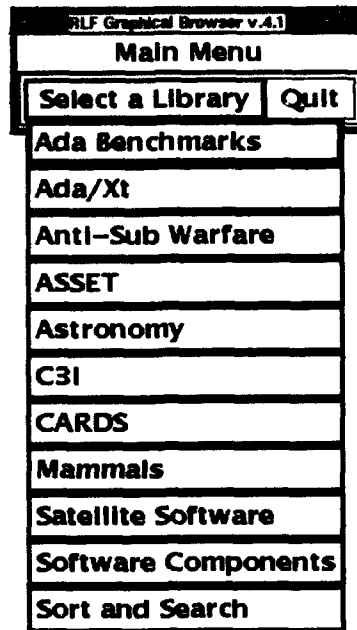 RLF Graphical Browser v.4.1
Main Menu
Select a Library Quit
Ada Benchmarks
Ada/Xt
Anti-Sub Warfare
ASSET
Astronomy
C3I
CARDS
Mammals
Satellite Software
Software Components
Sort and Search